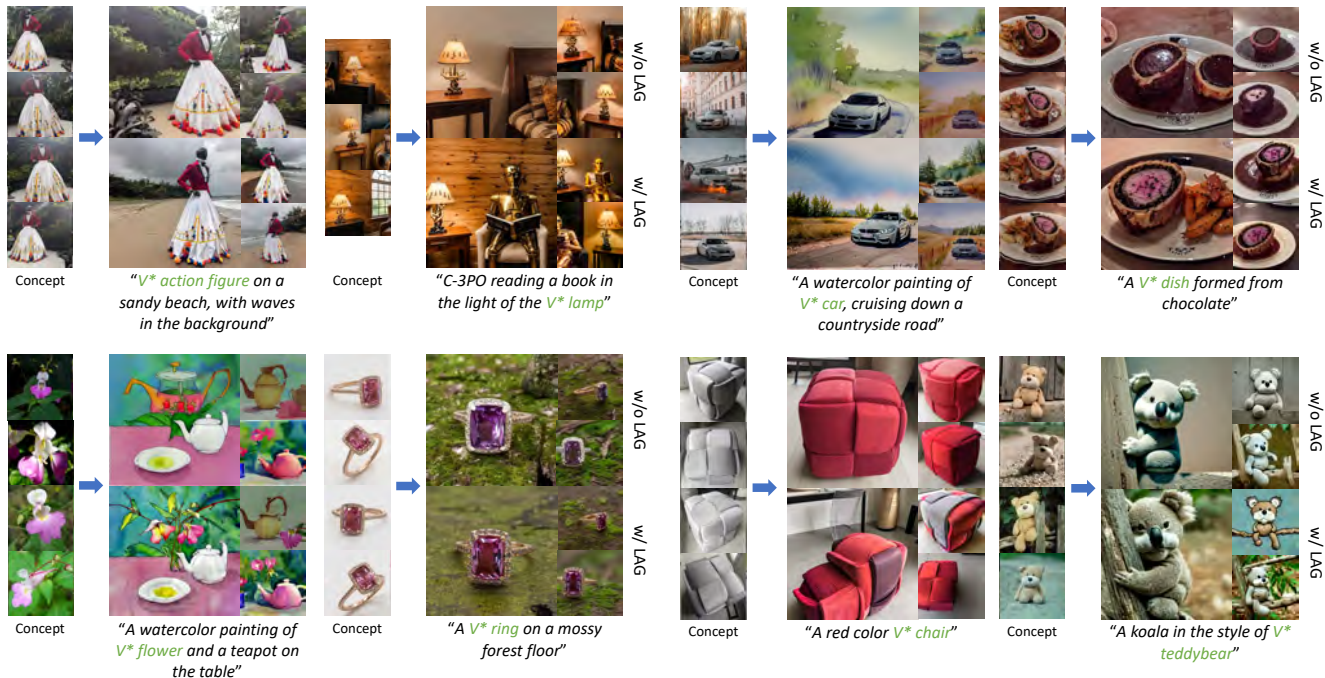 w/o LAG
w/ LAG
Concept
"V* action figure on a
sandy beach, with waves
in the background"
Concept
"C-3PO reading a book in
the light of the V* lamp"
w/o LAG
w/ LAG
Concept
"A watercolor painting of
V* car, cruising down a
countryside road"
Concept
"A V* dish formed from
chocolate"
w/o LAG
w/ LAG
Concept
"A watercolor painting of
V* flower and a teapot on
the table"
Concept
"A V* ring on a mossy
forest floor"
w/o LAG
w/ LAG
Concept
"A red color V* chair"
Concept
"A koala in the style of V*
teddybear"